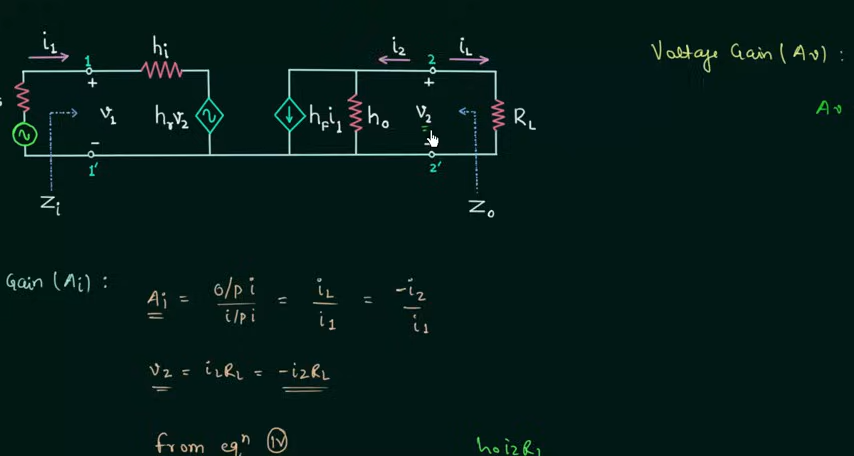 i₁ hi 1 i₂ 2 iL Voltage Gain (Av) :
+ +
v₁ hrv₂ hFi₁ ho v₂ RL Av
- -
1' 2'
Zi Zo
Gain (Ai) :
Ai = o/p i / i/p i = iL / i₁ = -i₂ / i₁
v₂ = iLRL = -i₂RL
from eqⁿ IV
hoi₂RL